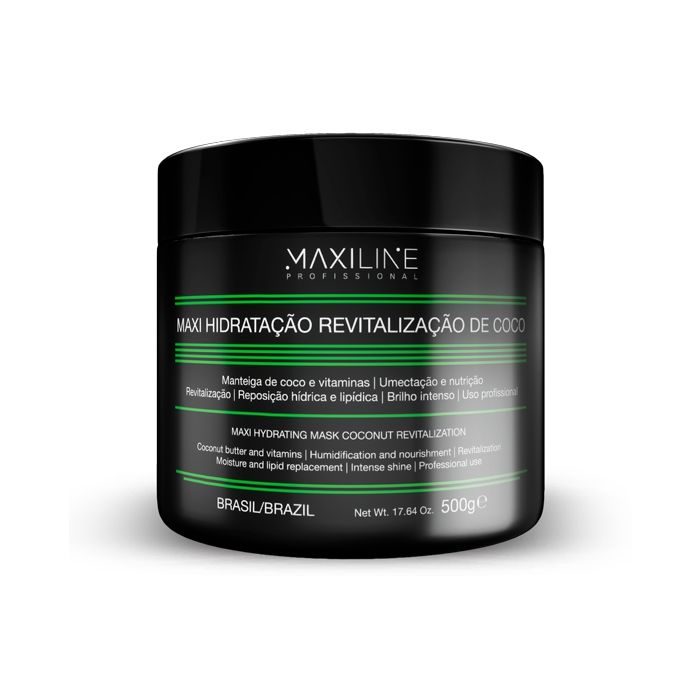 MAXILINE
PROFISSIONAL
MAXI HIDRATAÇÃO REVITALIZAÇÃO DE COCO
Manteiga de coco e vitaminas | Umectação e nutrição
Revitalização | Reposição hídrica e lipídica | Brilho intenso | Uso profissional
MAXI HYDRATING MASK COCONUT REVITALIZATION
Coconut butter and vitamins | Humidification and nourishment | Revitalization
Moisture and lipid replacement | Intense shine | Professional use
BRASIL/BRAZIL Net Wt. 17.64 Oz. 500g℮